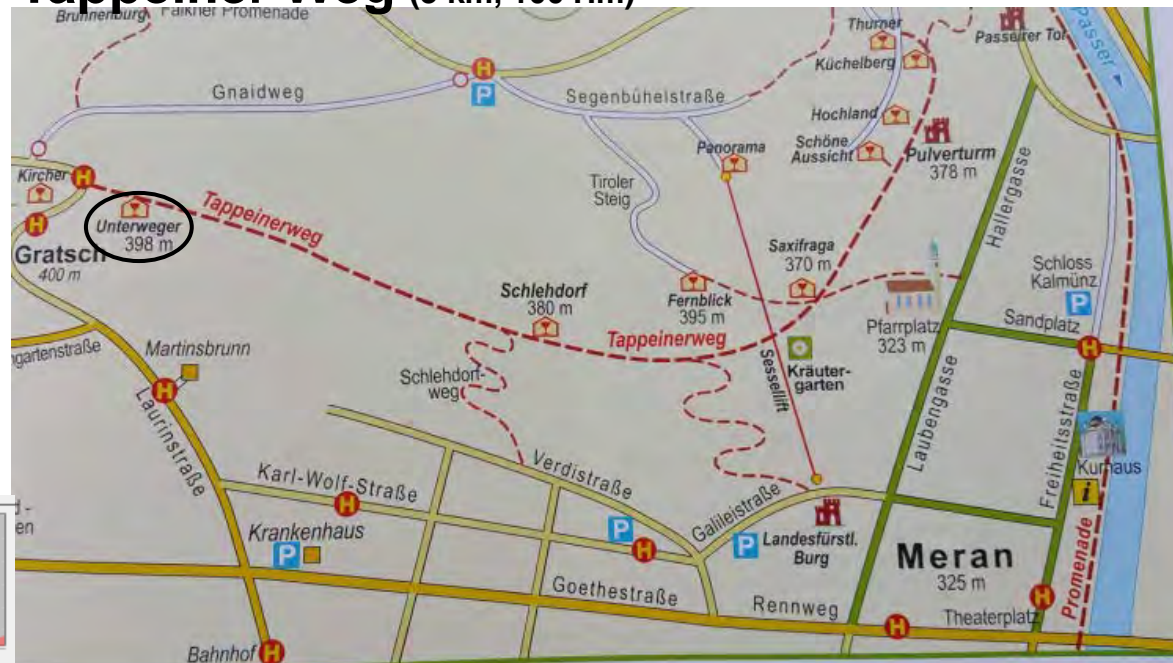 Tappeiner Weg
Brunnenburg
Falkner Promenade
Thurner
Passeirer Tor
Passer
Küchelberg
Gnaidweg
H
P
Segenbühelstraße
Hochland
Panorama
Schöne
Aussicht
Pulverturm
378 m
Hallergasse
Kircher
H
Tiroler
Steig
Unterweger
398 m
Tappeinerweg
H
Gratsch
400 m
Saxifraga
370 m
Schloss
Kalmünz
P
Schlehdorf
380 m
Fernblick
395 m
Pfarrplatz
323 m
Sandplatz
H
Tappeinerweg
Martinsbrunn
Sessellift
Kräuter-
garten
Schlehdorf-
weg
H
Laurinstraße
Laubengasse
Freiheitsstraße
Kurhaus
i
Verdistraße
Karl-Wolf-Straße
H
Galileistraße
Krankenhaus
P
P
H
P
Landesfürstl.
Burg
Meran
325 m
Goethestraße
Rennweg
H
Theaterplatz
H
Promenade
Bahnhof
H